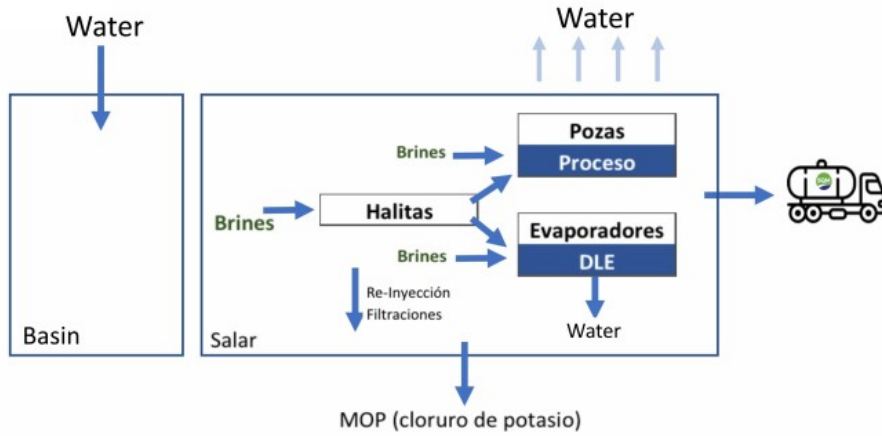 Water
Water
Pozas
Brines
Proceso
Halitas
Brines
Evaporadores
Brines
DLE
Re-Inyección
Filtraciones
Water
Basin
Salar
MOP (cloruro de potasio)
SQM